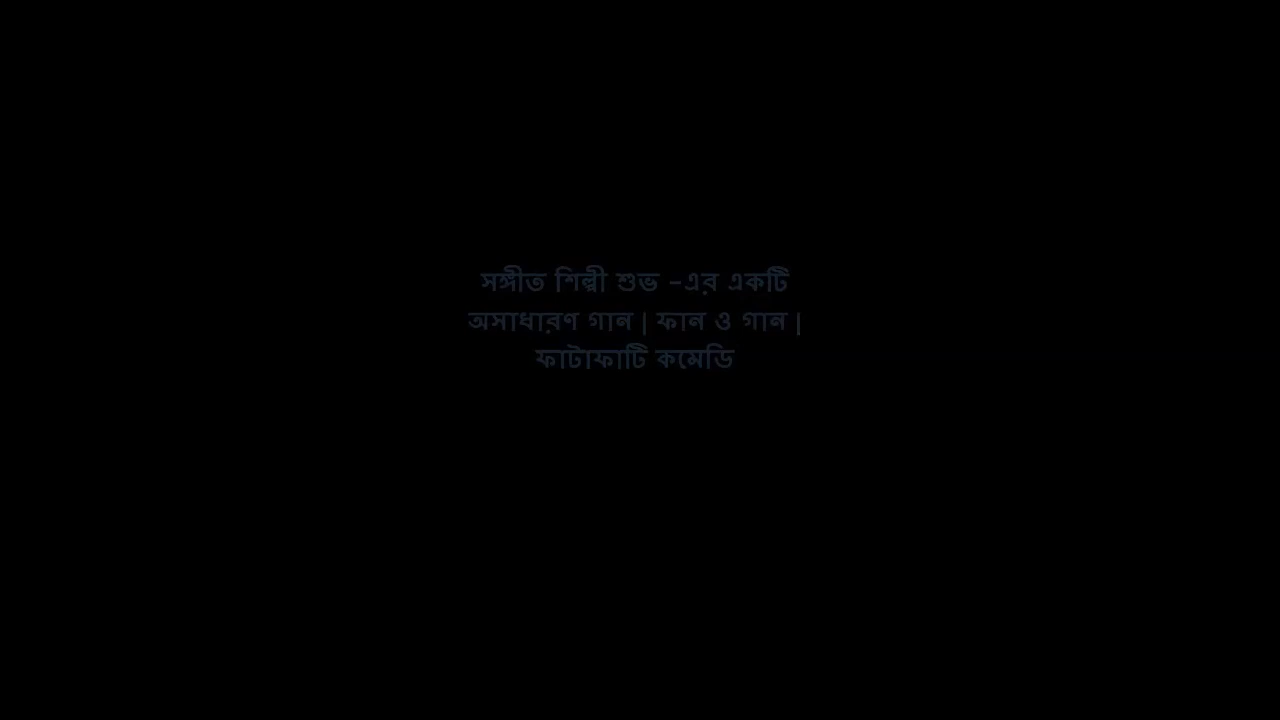 সঙ্গীত শিল্পী শুভ -এর একটি
অসাধারণ গান | ফান ও গান |
ফাটাফাটি কমেডি